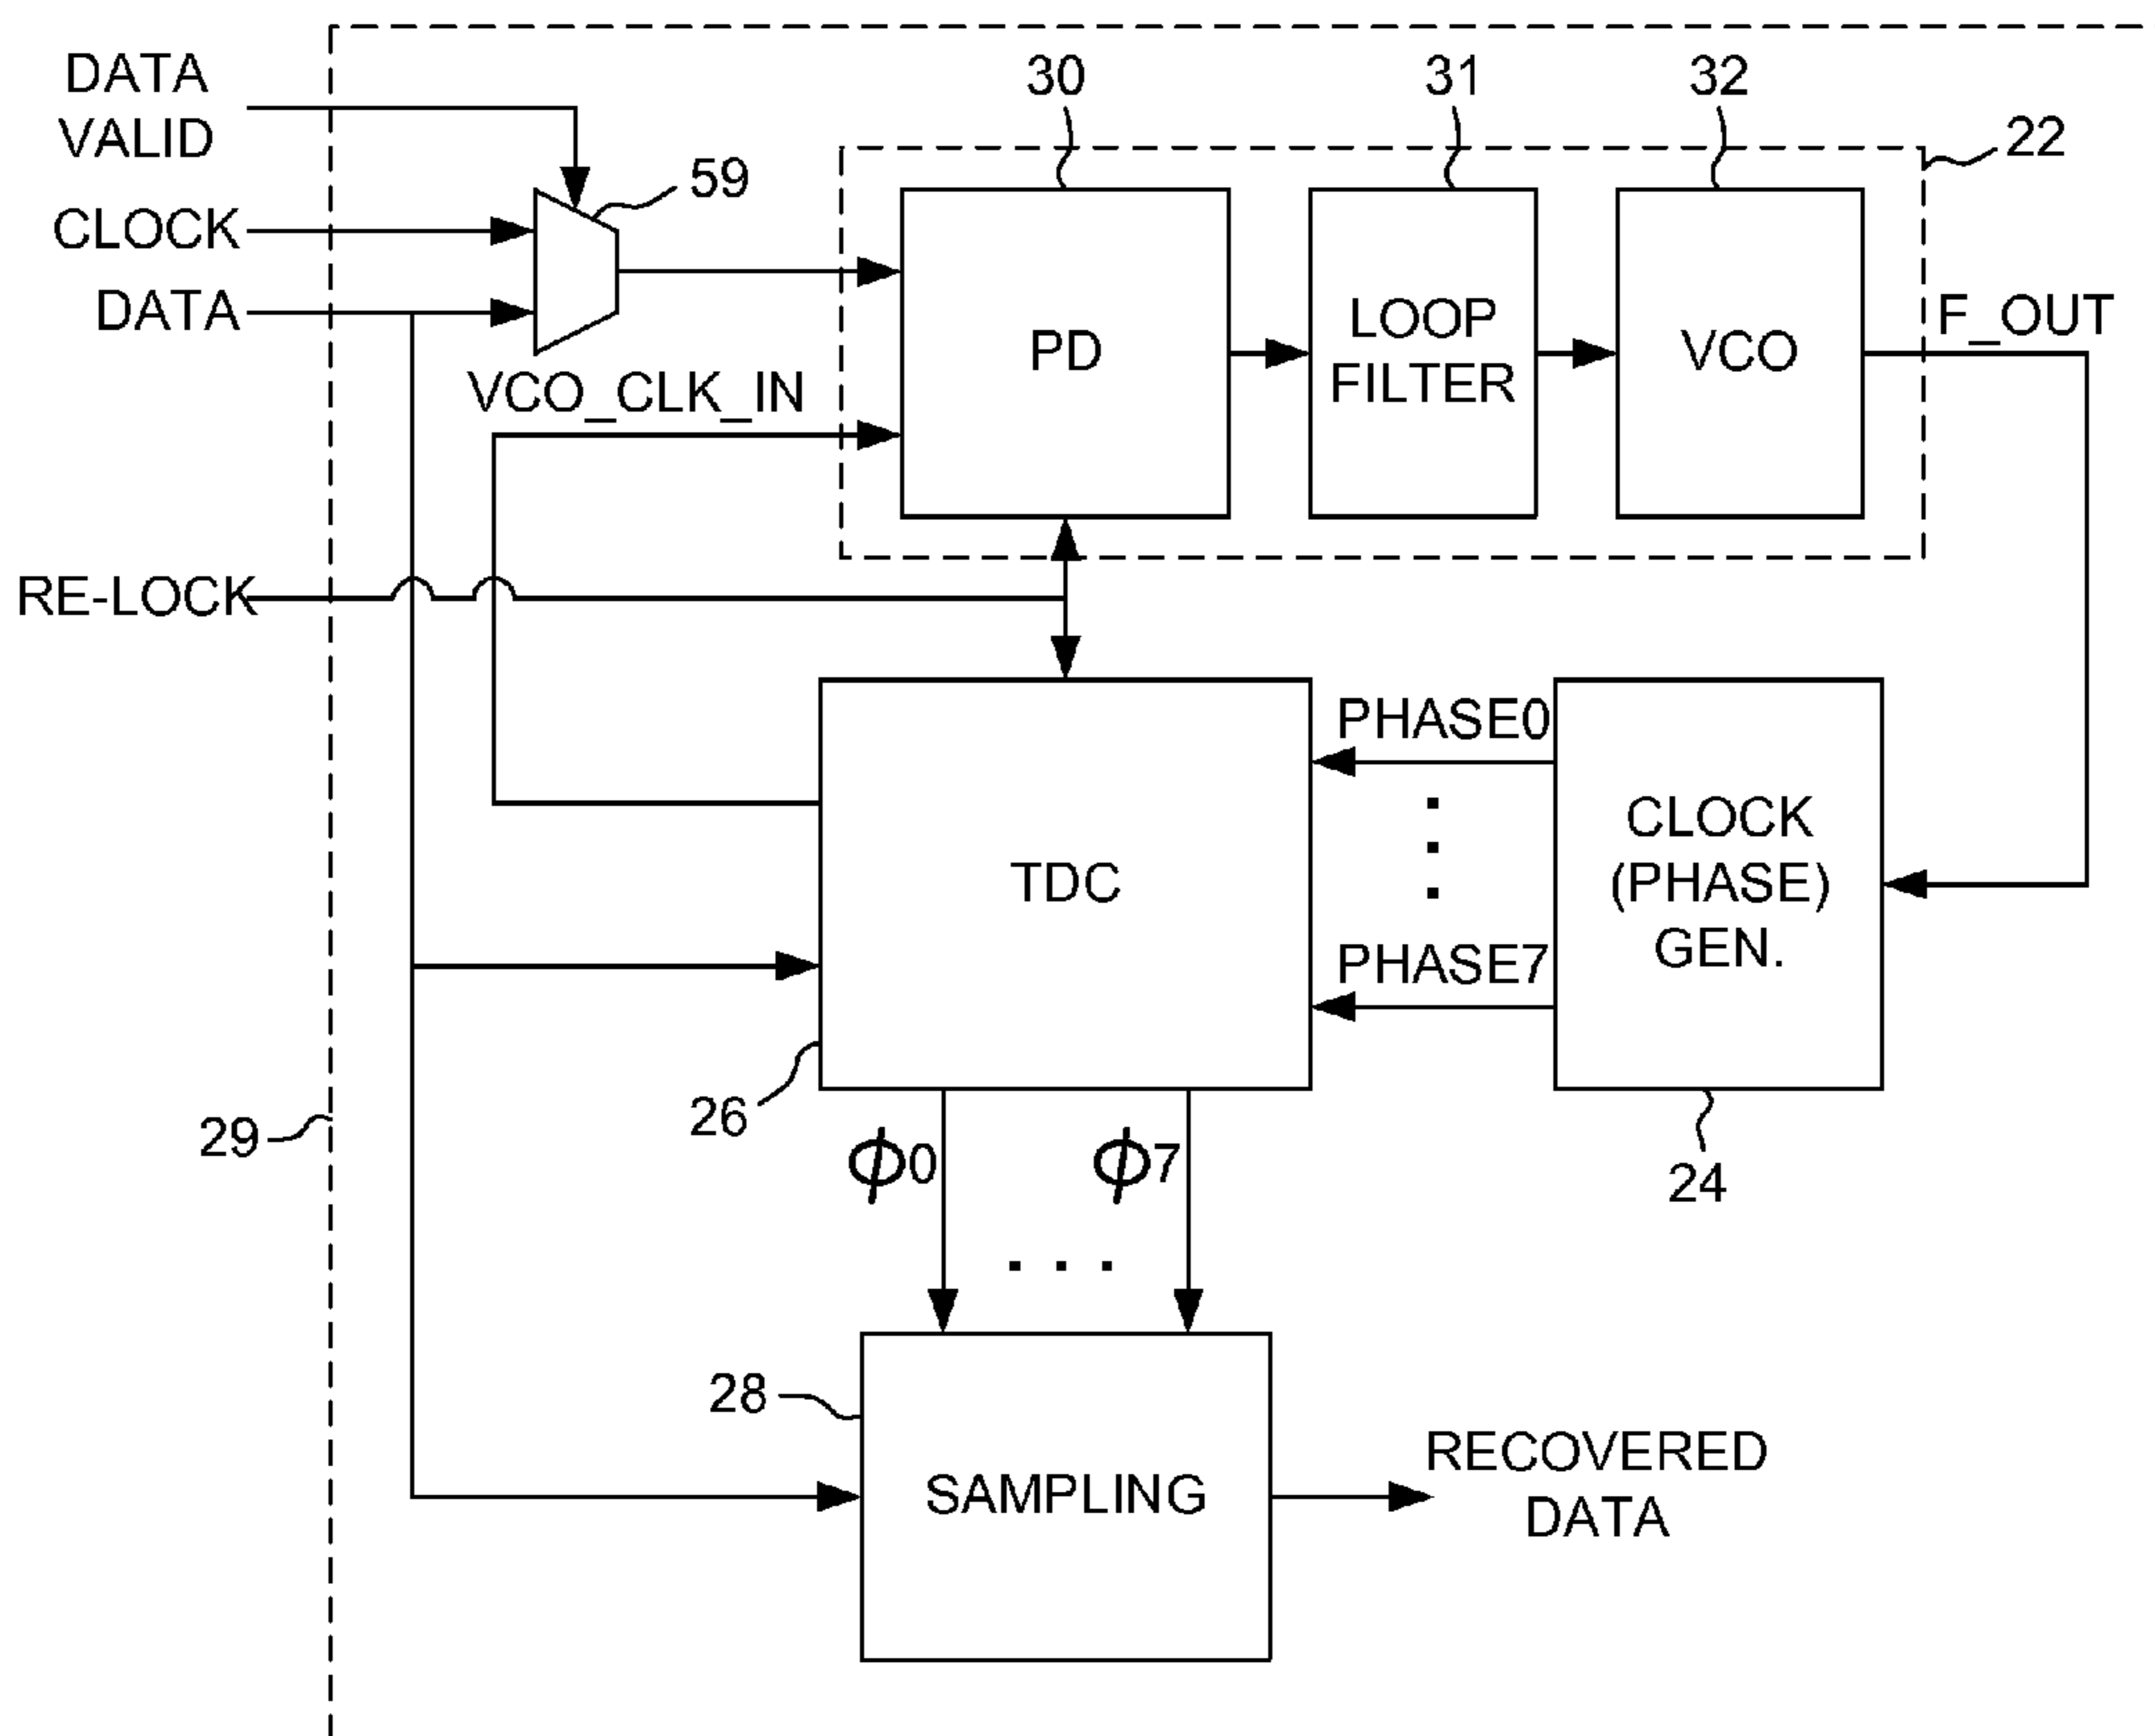 DATA
VALID
CLOCK
DATA
59
30
31
32
22
PD
LOOP
FILTER
VCO
F_OUT
VCO_CLK_IN
RE-LOCK
PHASE0
TDC
CLOCK
(PHASE)
GEN.
PHASE7
26
24
29
ϕ0
ϕ7
28
SAMPLING
RECOVERED
DATA